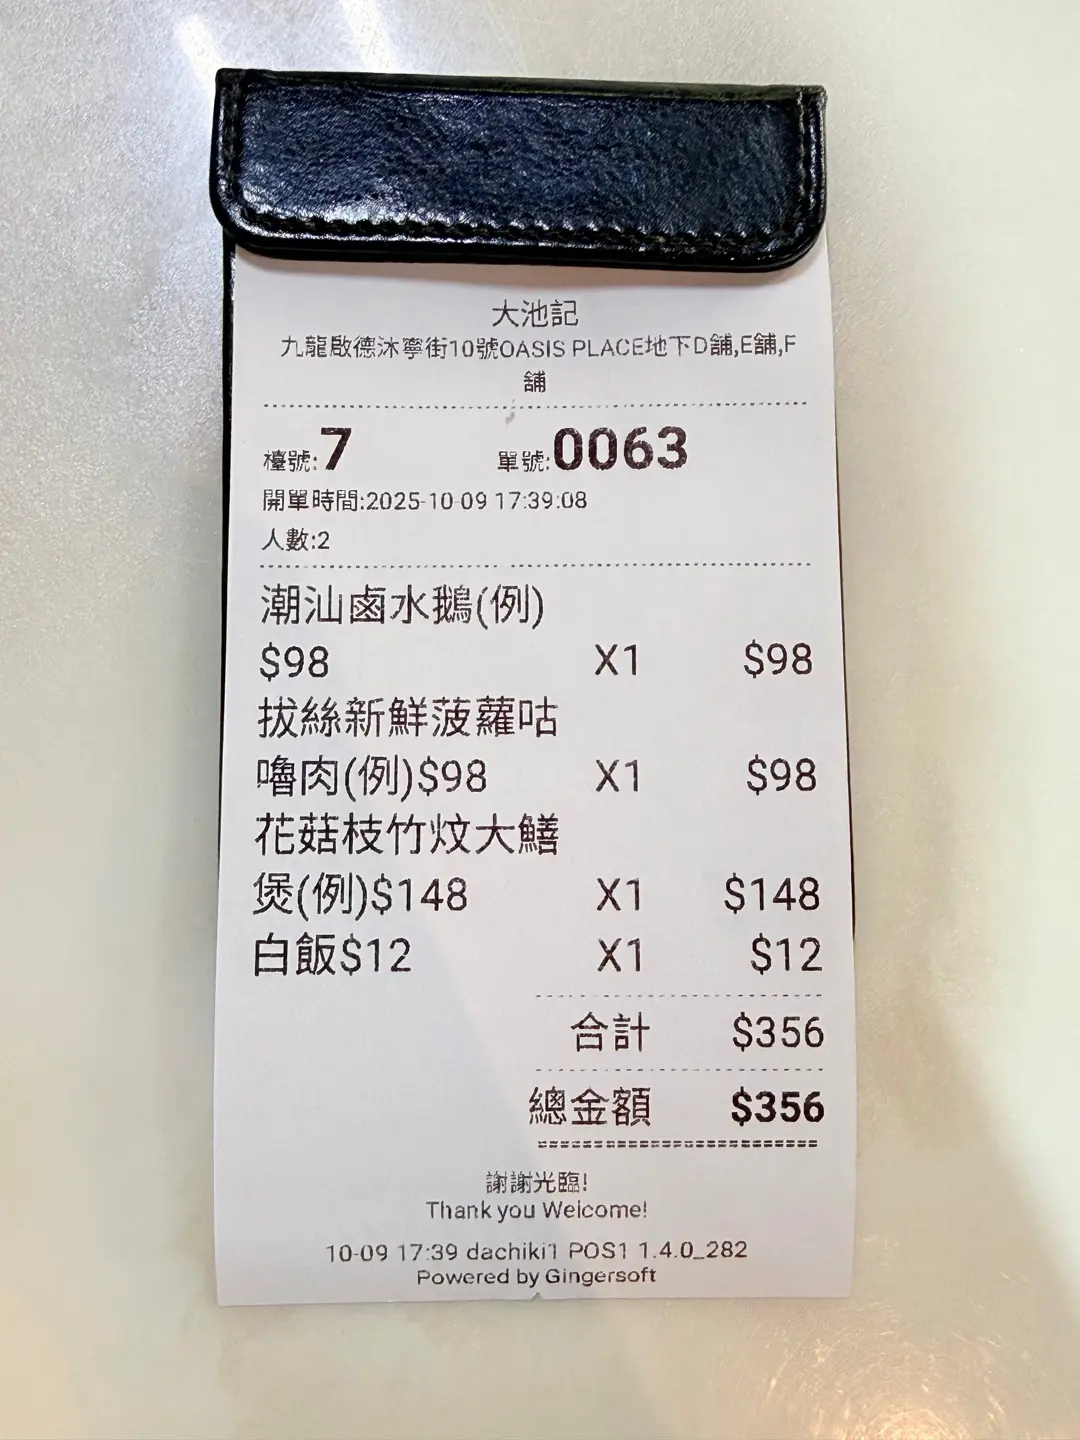 大池記
九龍啟德沐寧街10號OASIS PLACE地下D舖,E舖,F
舖
檯號:7 單號:0063
開單時間:2025-10-09 17:39:08
人數:2
潮汕鹵水鵝(例)
$98 X1 $98
拔絲新鮮菠蘿咕
嚕肉(例)$98 X1 $98
花菇枝竹炆大鱔
煲(例)$148 X1 $148
白飯$12 X1 $12
合計 $356
總金額 $356
謝謝光臨!
Thank you Welcome!
10-09 17:39 dachiki1 POS1 1.4.0_282
Powered by Gingersoft